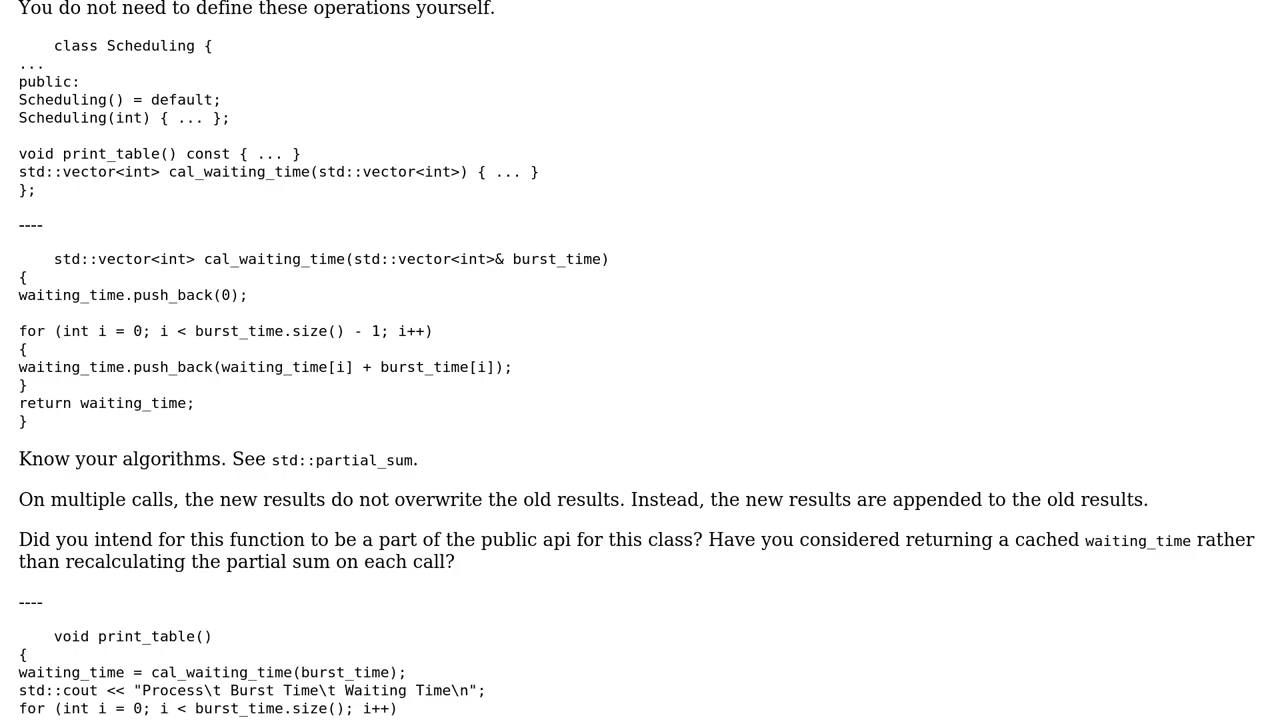 You do not need to define these operations yourself.
class Scheduling {
...
public:
Scheduling() = default;
Scheduling(int) { ... };
void print_table() const { ... }
std::vector<int> cal_waiting_time(std::vector<int>) { ... }
};
----
std::vector<int> cal_waiting_time(std::vector<int>& burst_time)
{
waiting_time.push_back(0);
for (int i = 0; i < burst_time.size() - 1; i++)
{
waiting_time.push_back(waiting_time[i] + burst_time[i]);
}
return waiting_time;
}
Know your algorithms. See std::partial_sum.
On multiple calls, the new results do not overwrite the old results. Instead, the new results are appended to the old results.
Did you intend for this function to be a part of the public api for this class? Have you considered returning a cached waiting_time rather
than recalculating the partial sum on each call?
----
void print_table()
{
waiting_time = cal_waiting_time(burst_time);
std::cout << "Process\t Burst Time\t Waiting Time\n";
for (int i = 0; i < burst_time.size(); i++)